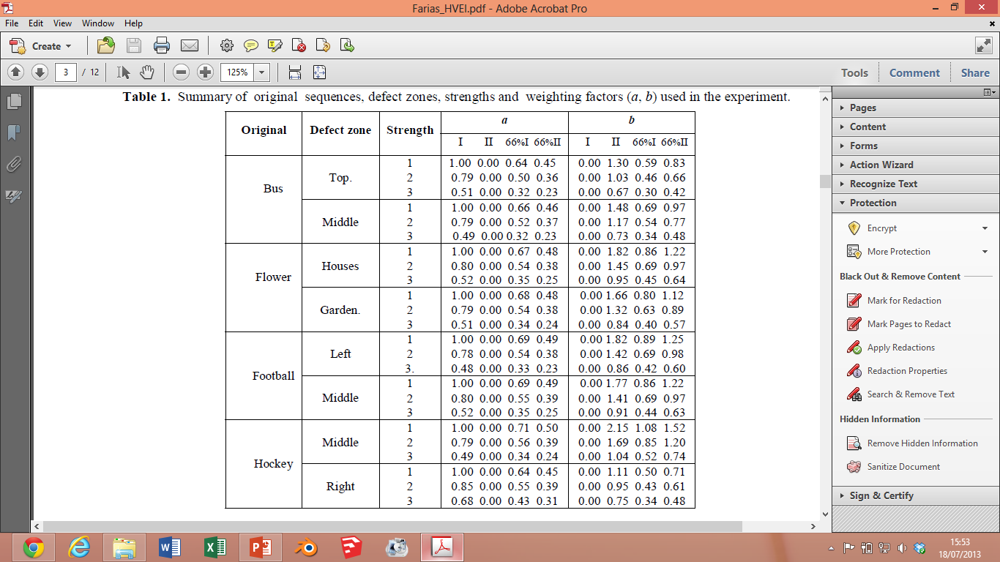 Farias_HVEI.pdf - Adobe Acrobat Pro
File Edit View Window Help
Create
3 / 12 125% Tools Comment Share
Table 1. Summary of original sequences, defect zones, strengths and weighting factors (a, b) used in the experiment.
Original Defect zone Strength a b
I II 66%I 66%II I II 66%I 66%II
Bus
Top.
1 1.00 0.00 0.64 0.45 0.00 1.30 0.59 0.83
2 0.79 0.00 0.50 0.36 0.00 1.03 0.46 0.66
3 0.51 0.00 0.32 0.23 0.00 0.67 0.30 0.42
Middle
1 1.00 0.00 0.66 0.46 0.00 1.48 0.69 0.97
2 0.79 0.00 0.52 0.37 0.00 1.17 0.54 0.77
3 0.49 0.00 0.32 0.23 0.00 0.73 0.34 0.48
Flower
Houses
1 1.00 0.00 0.67 0.48 0.00 1.82 0.86 1.22
2 0.80 0.00 0.54 0.38 0.00 1.45 0.69 0.97
3 0.52 0.00 0.35 0.25 0.00 0.95 0.45 0.64
Garden.
1 1.00 0.00 0.68 0.48 0.00 1.66 0.80 1.12
2 0.79 0.00 0.54 0.38 0.00 1.32 0.63 0.89
3 0.51 0.00 0.34 0.24 0.00 0.84 0.40 0.57
Football
Left
1 1.00 0.00 0.69 0.49 0.00 1.82 0.89 1.25
2 0.78 0.00 0.54 0.38 0.00 1.42 0.69 0.98
3. 0.48 0.00 0.33 0.23 0.00 0.86 0.42 0.60
Middle
1 1.00 0.00 0.69 0.49 0.00 1.77 0.86 1.22
2 0.80 0.00 0.55 0.39 0.00 1.41 0.69 0.97
3 0.52 0.00 0.35 0.25 0.00 0.91 0.44 0.63
Hockey
Middle
1 1.00 0.00 0.71 0.50 0.00 2.15 1.08 1.52
2 0.79 0.00 0.56 0.39 0.00 1.69 0.85 1.20
3 0.49 0.00 0.34 0.24 0.00 1.04 0.52 0.74
Right
1 1.00 0.00 0.64 0.45 0.00 1.11 0.50 0.71
2 0.85 0.00 0.55 0.39 0.00 0.95 0.43 0.61
3 0.68 0.00 0.43 0.31 0.00 0.75 0.34 0.48
Pages
Content
Forms
Action Wizard
Recognize Text
Protection
Encrypt
More Protection
Black Out & Remove Content
Mark for Redaction
Mark Pages to Redact
Apply Redactions
Redaction Properties
Search & Remove Text
Hidden Information
Remove Hidden Information
Sanitize Document
Sign & Certify
15:53
18/07/2013